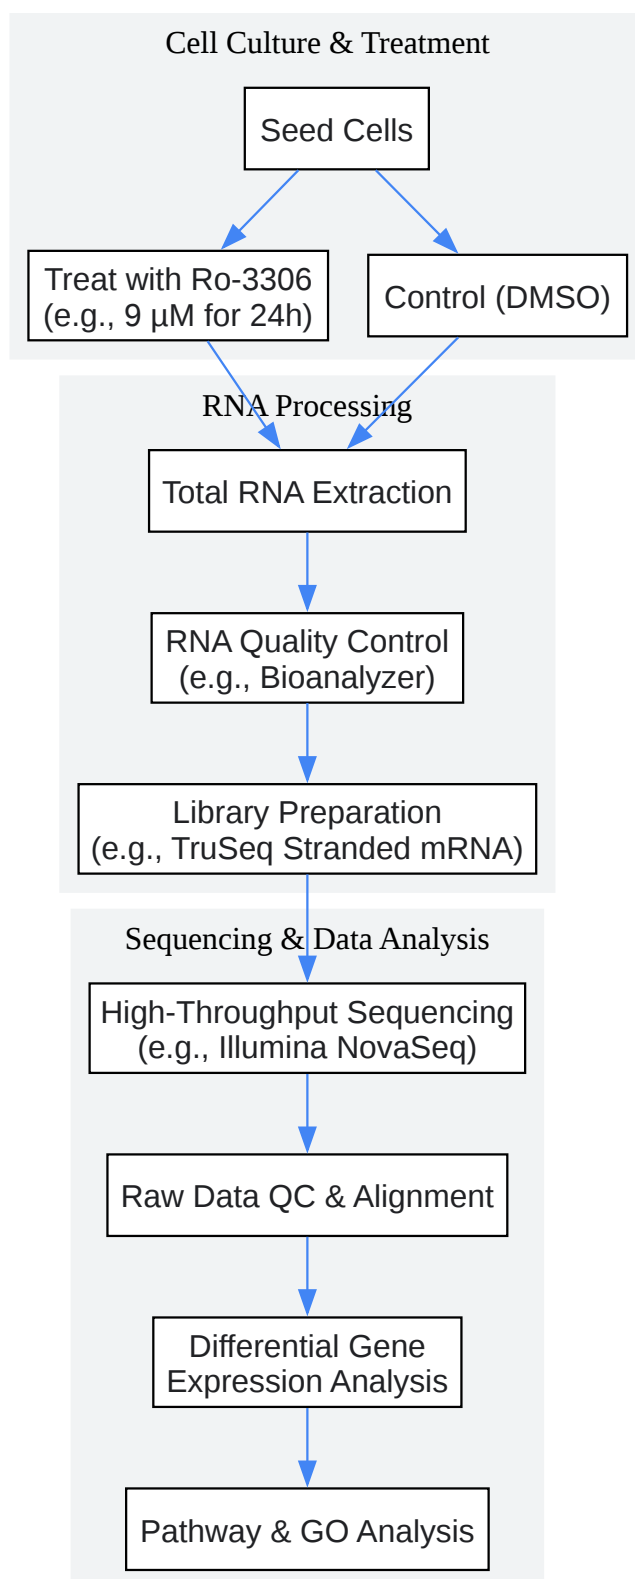 Cell Culture & Treatment
Seed Cells
Treat with Ro-3306
(e.g., 9 µM for 24h)
Control (DMSO)
RNA Processing
Total RNA Extraction
RNA Quality Control
(e.g., Bioanalyzer)
Library Preparation
(e.g., TruSeq Stranded mRNA)
Sequencing & Data Analysis
High-Throughput Sequencing
(e.g., Illumina NovaSeq)
Raw Data QC & Alignment
Differential Gene
Expression Analysis
Pathway & GO Analysis